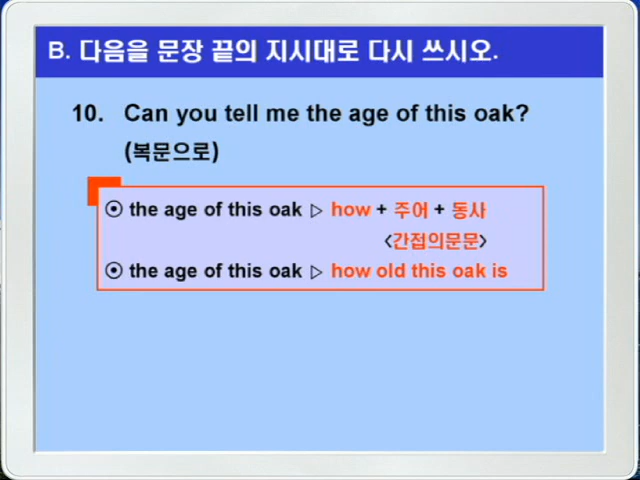 B. 다음을 문장 끝의 지시대로 다시 쓰시오.
10. Can you tell me the age of this oak?
(복문으로)
⊙ the age of this oak ▷ how + 주어 + 동사
<간접의문문>
⊙ the age of this oak ▷ how old this oak is